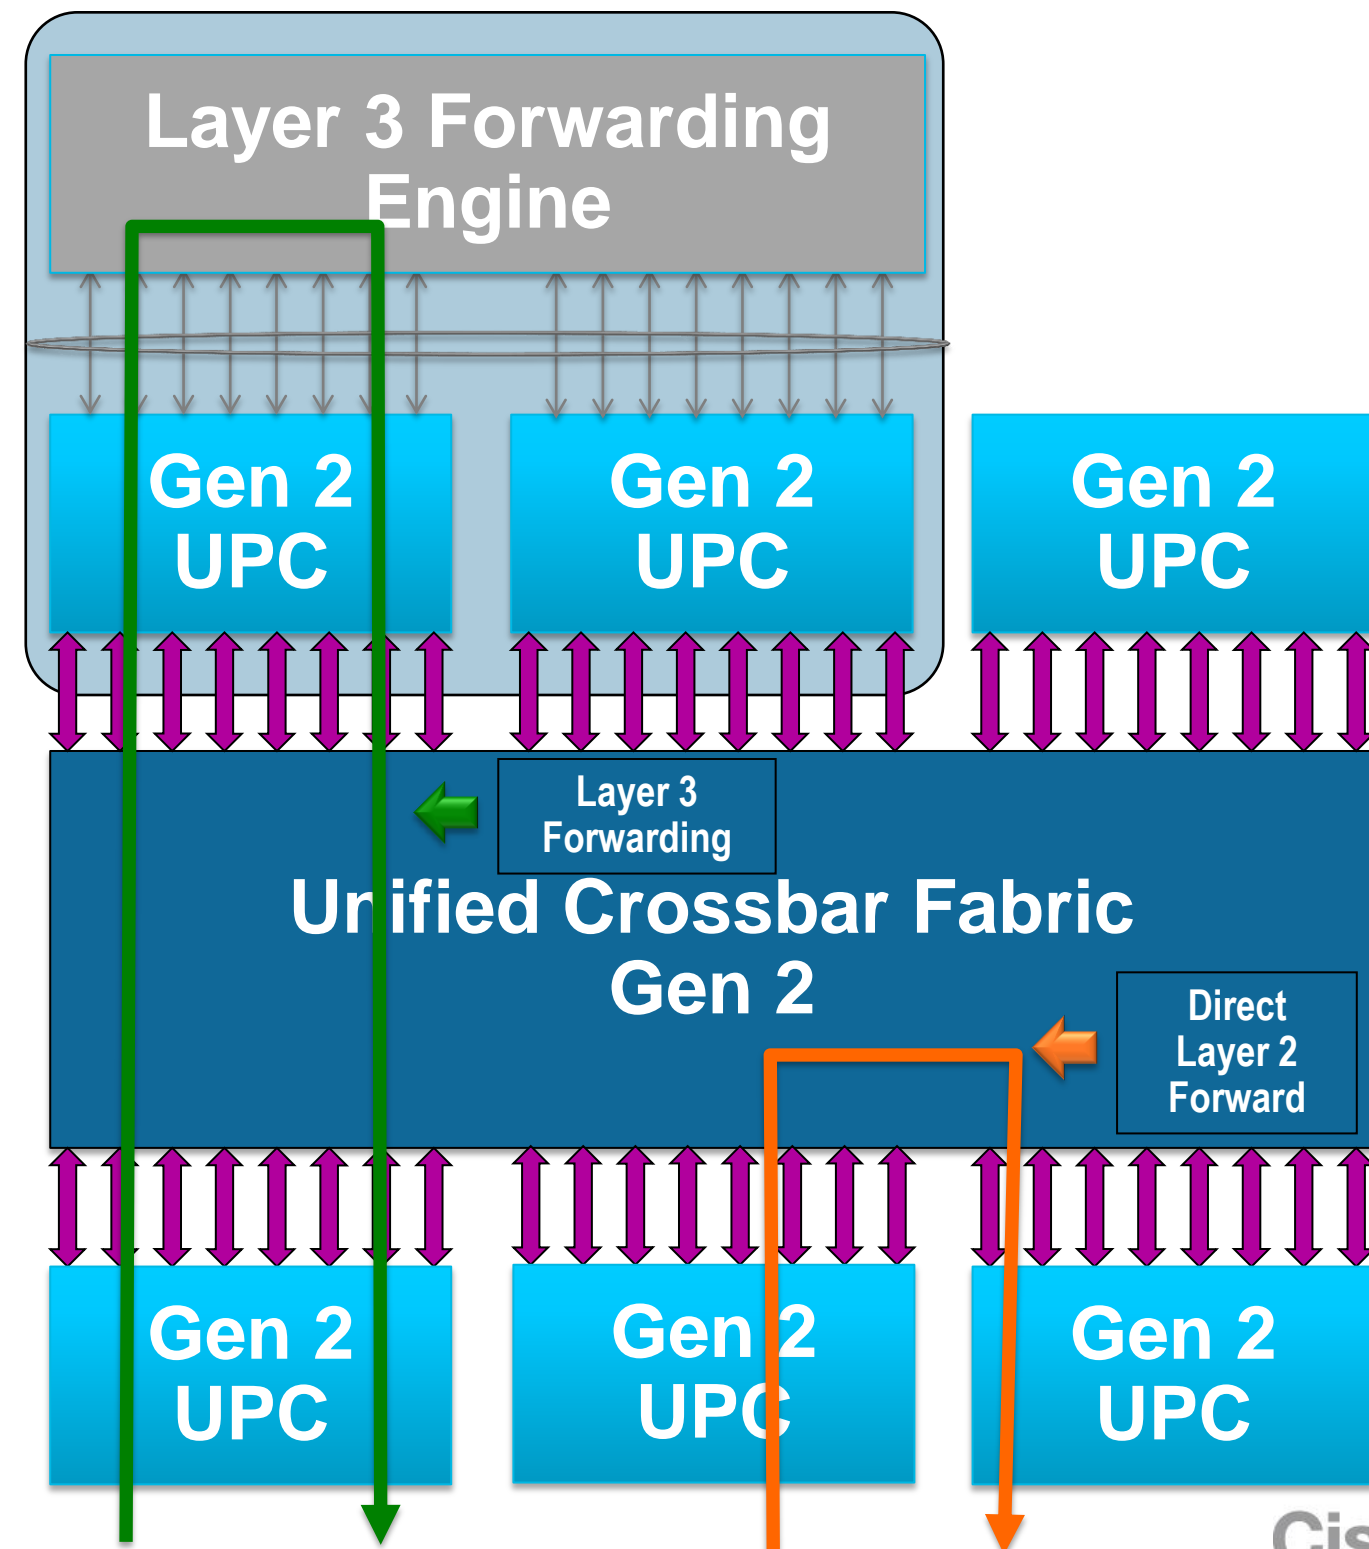 Layer 3 Forwarding
Engine
Gen 2
UPC
Gen 2
UPC
Gen 2
UPC
Layer 3
Forwarding
Unified Crossbar Fabric
Gen 2
Direct
Layer 2
Forward
Gen 2
UPC
Gen 2
UPC
Gen 2
UPC
Cis